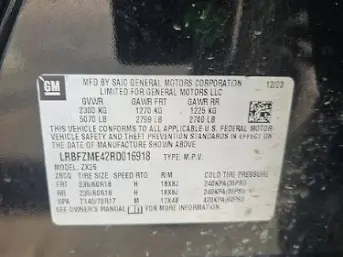 GM
MFD BY SAIC GENERAL MOTORS CORPORATION 12/23
LIMITED FOR GENERAL MOTORS LLC
GVWR GAWR FRT GAWR RR
2300 KG 1270 KG 1225 KG
5070 LB 2799 LB 2700 LB
THIS VEHICLE CONFORMS TO ALL APPLICABLE U.S. FEDERAL MOTOR
VEHICLE SAFETY AND THEFT PREVENTION STANDARDS IN EFFECT ON
THE DATE OF MANUFACTURE SHOWN ABOVE.
LRBFZME42RD016918 TYPE: M.P.V.
MODEL: ZX26
TIRE SIZE SPEED RTG RIM COLD TIRE PRESSURE
FRT 235/60R18 H 18X8J 240KPA(35PSI)
RR 235/60R18 H 18X8J 240KPA(35PSI)
SPA T145/70R17 M 17X4B 420KPA(60PSI)
SEE OWNER'S MANUAL